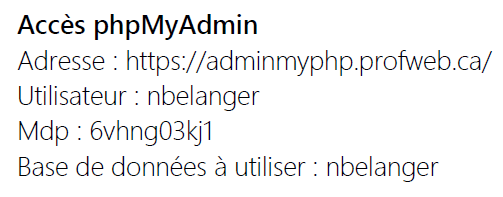 Accès phpMyAdmin
Adresse : https://adminmyphp.profweb.ca/
Utilisateur : nbelanger
Mdp : 6vhng03kj1
Base de données à utiliser : nbelanger